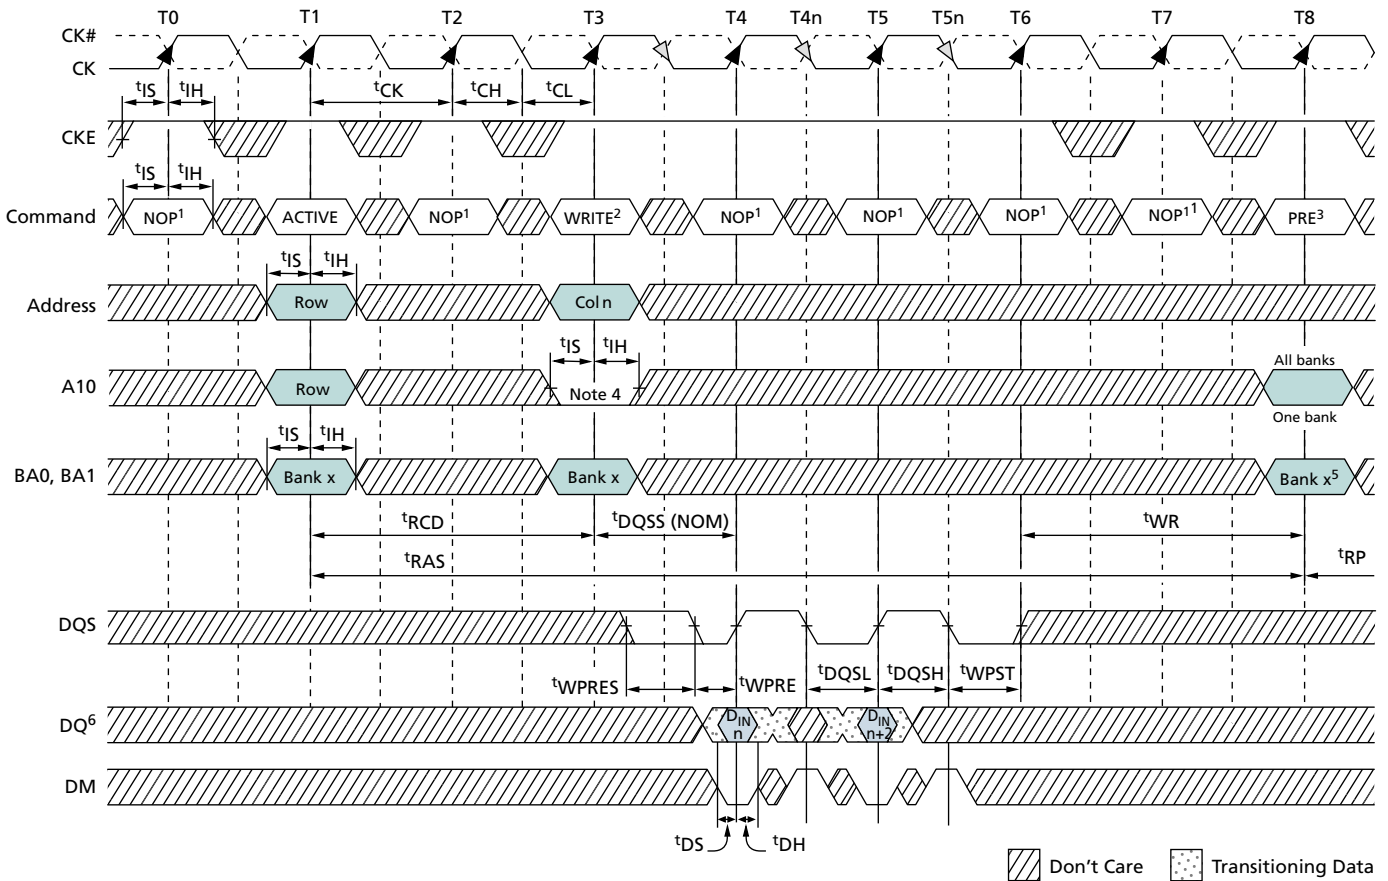 T0 T1 T2 T3 T4 T4n T5 T5n T6 T7 T8
CK#
CK
tIS tIH tCK tCH tCL
CKE
tIS tIH
Command NOP1 ACTIVE NOP1 WRITE2 NOP1 NOP1 NOP1 NOP11 PRE3
tIS tIH
Address Row Col n
tIS tIH All banks
A10 Row Note 4
One bank
tIS tIH
BA0, BA1 Bank x Bank x Bank x5
tRCD tDQSS (NOM) tWR
tRAS tRP
DQS
tWPRES tWPRE tDQSL tDQSH tWPST
DQ6 DIN n DIN n+2
DM
tDS tDH
Don't Care Transitioning Data